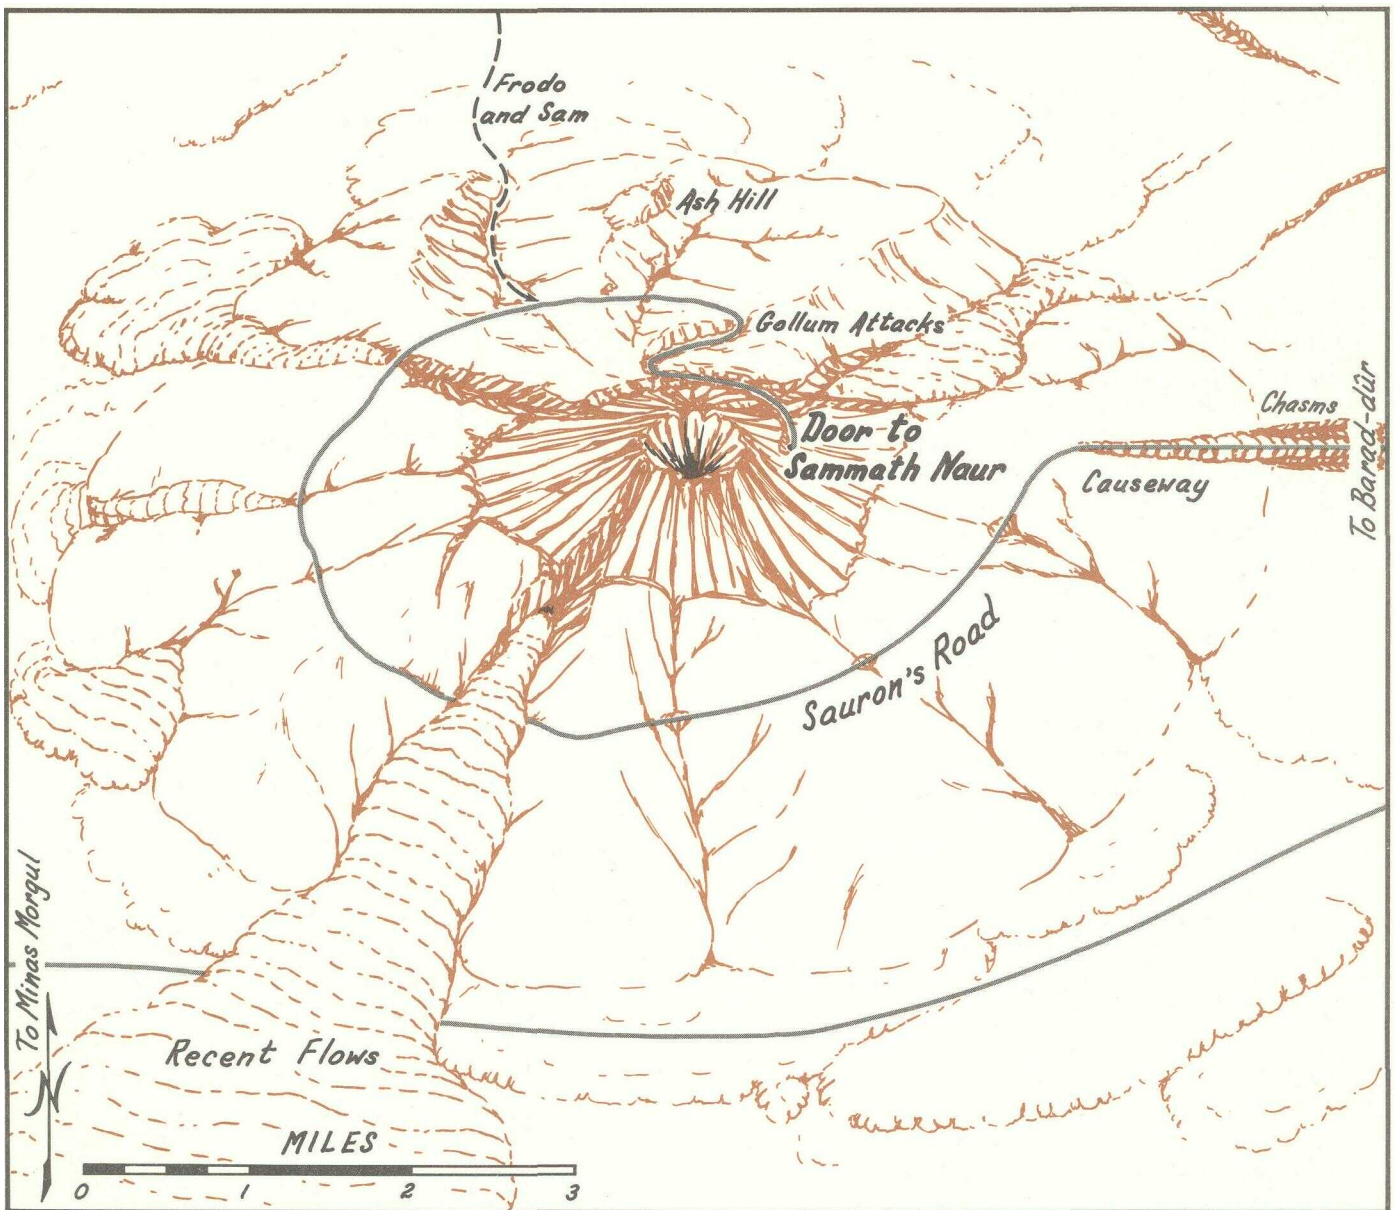 Frodo
and Sam
Ash Hill
Gollum Attacks
Door to
Sammath Naur
Chasms
Causeway
To Barad-dûr
Sauron's Road
To Minas Morgul
N
Recent Flows
MILES
0 1 2 3